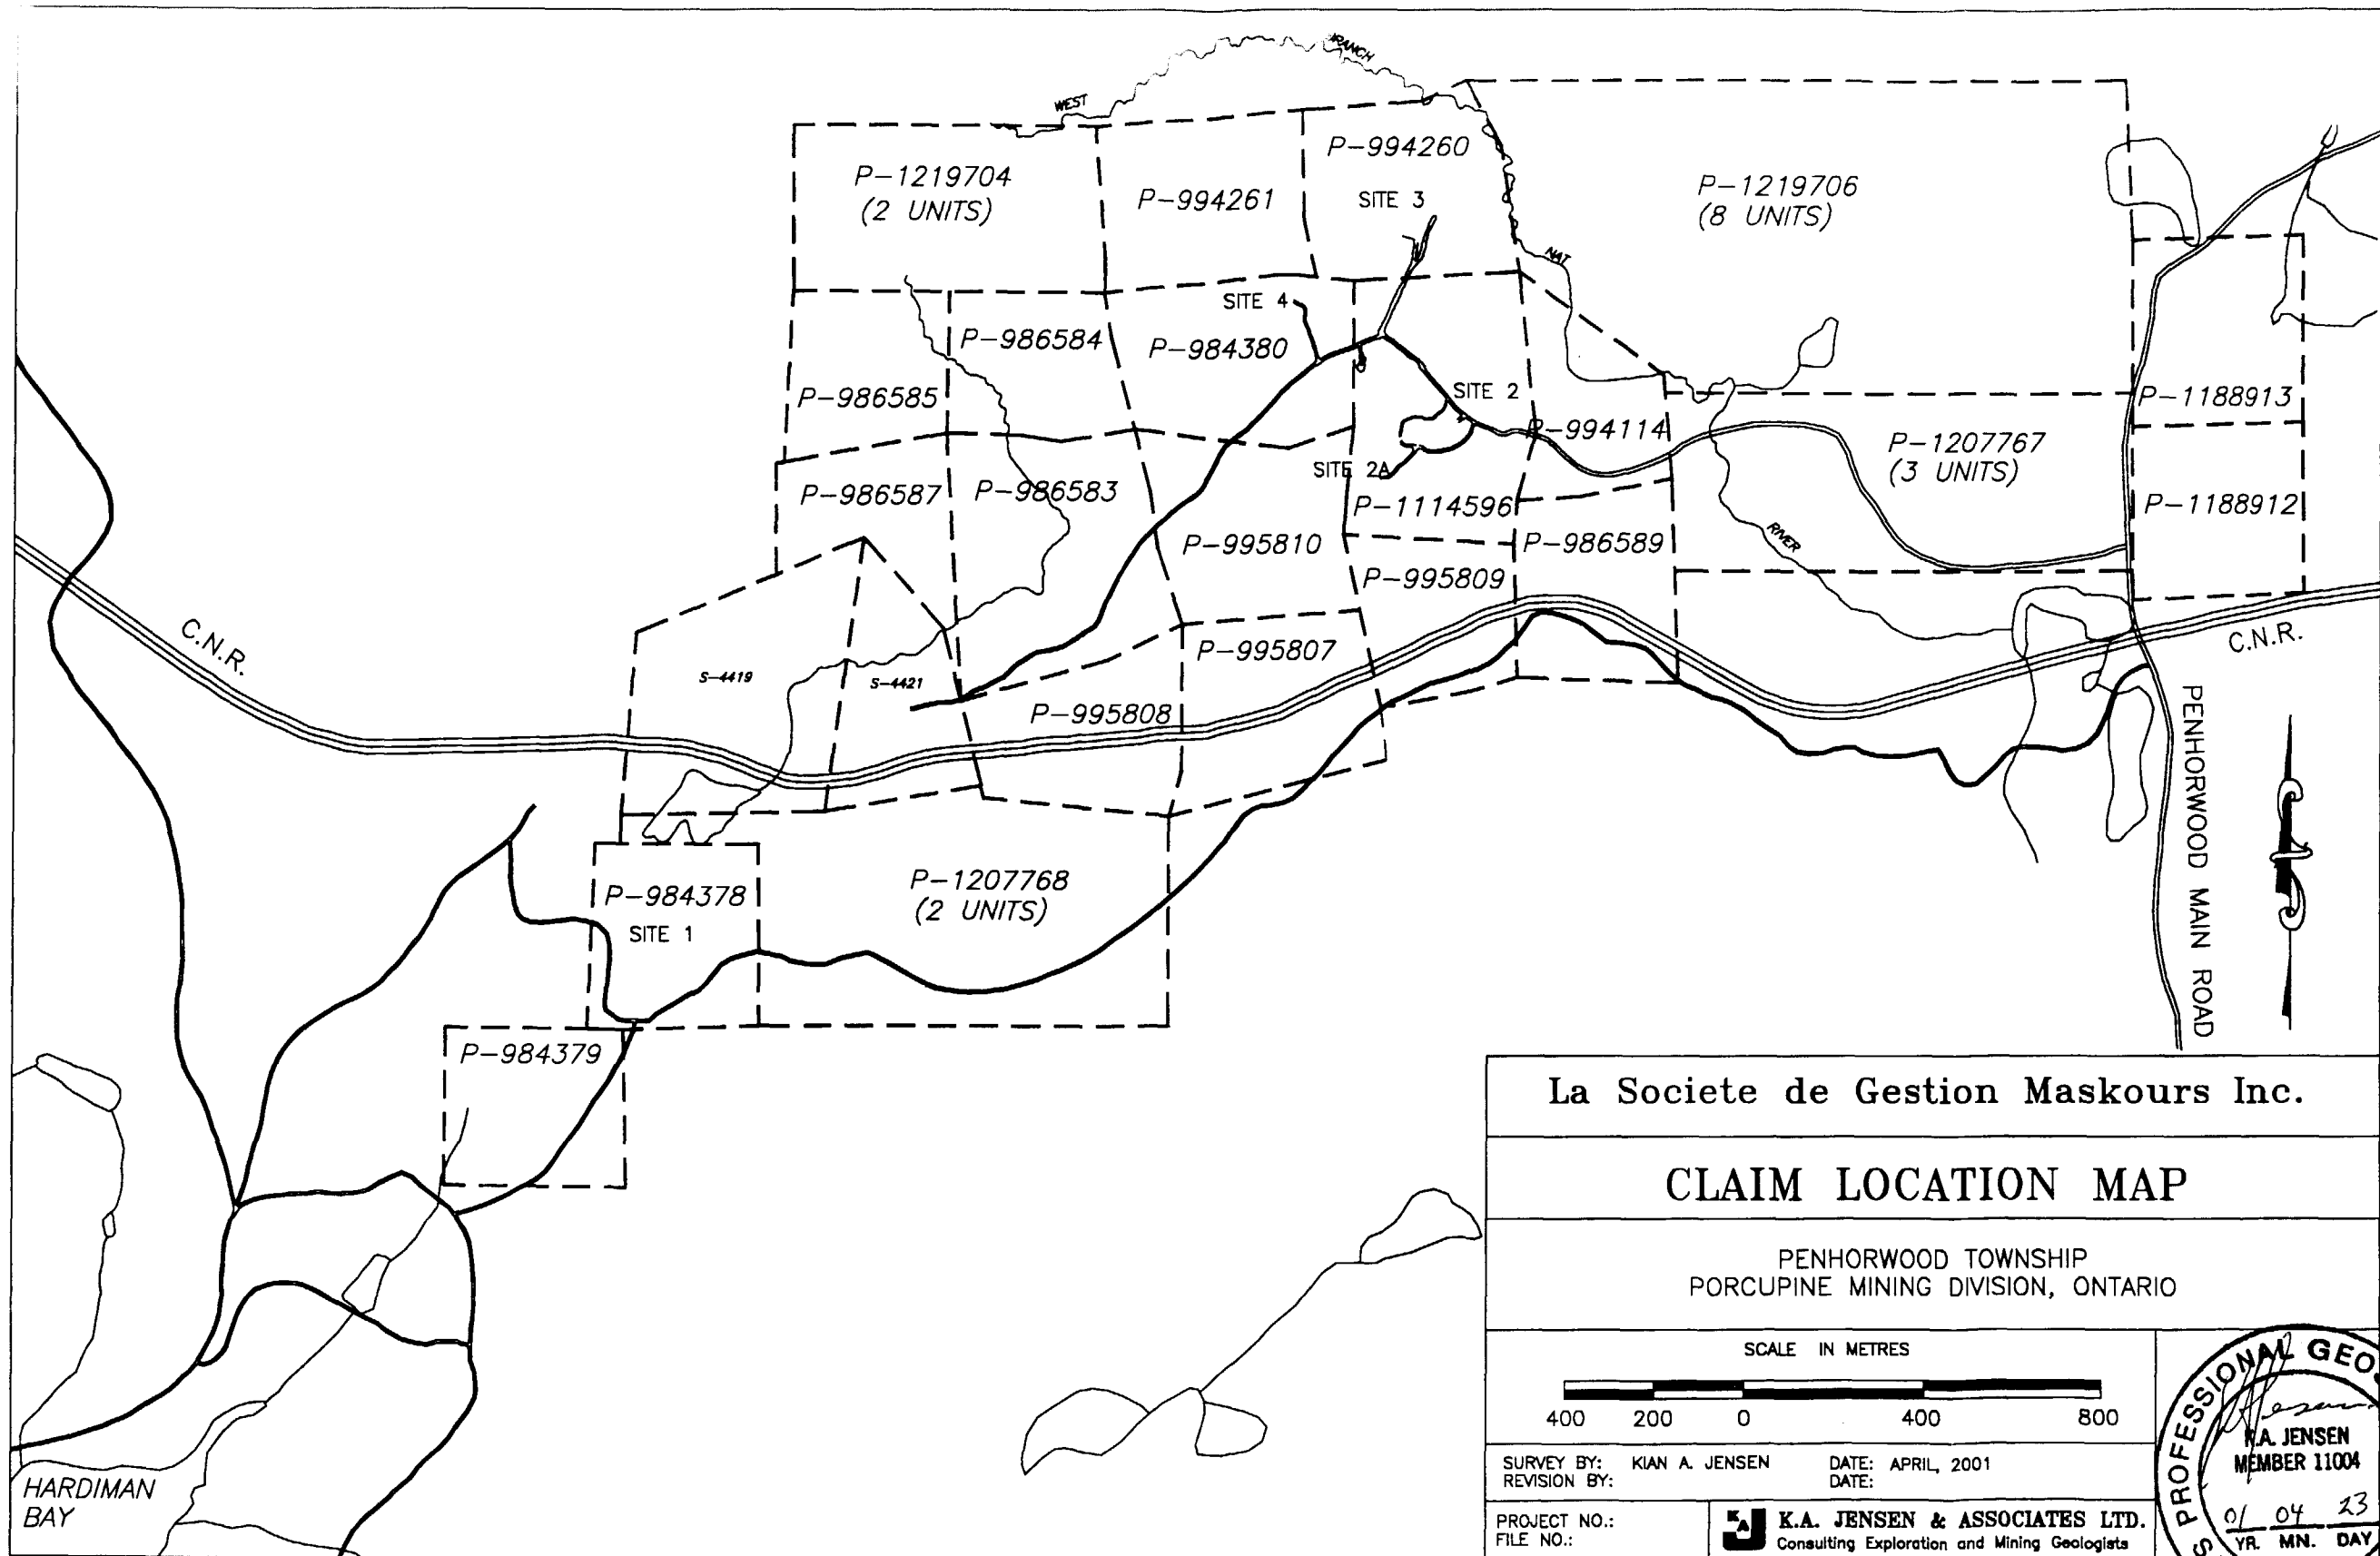 WEST
BRANCH
P-994260
P-1219704
(2 UNITS)
P-994261
SITE 3
P-1219706
(8 UNITS)
NAT
SITE 4
P-986584
P-984380
P-986585
SITE 2
P-994114
P-1188913
P-1207767
(3 UNITS)
SITE 2A
P-986587
P-986583
P-1114596
P-1188912
P-995810
P-986589
RIVER
P-995809
C.N.R.
C.N.R.
P-995807
S-4419
S-4421
P-995808
PENHORWOOD MAIN ROAD
P-984378
SITE 1
P-1207768
(2 UNITS)
P-984379
HARDIMAN
BAY
La Societe de Gestion Maskours Inc.
CLAIM LOCATION MAP
PENHORWOOD TOWNSHIP
PORCUPINE MINING DIVISION, ONTARIO
SCALE IN METRES
400 200 0 400 800
SURVEY BY: KIAN A. JENSEN DATE: APRIL, 2001
REVISION BY: DATE:
PROJECT NO.:
FILE NO.:
KAJ
K.A. JENSEN & ASSOCIATES LTD.
Consulting Exploration and Mining Geologists
PROFESSIONAL GEO
K.A. JENSEN
MEMBER 11004
01 04 23
YR. MN. DAY